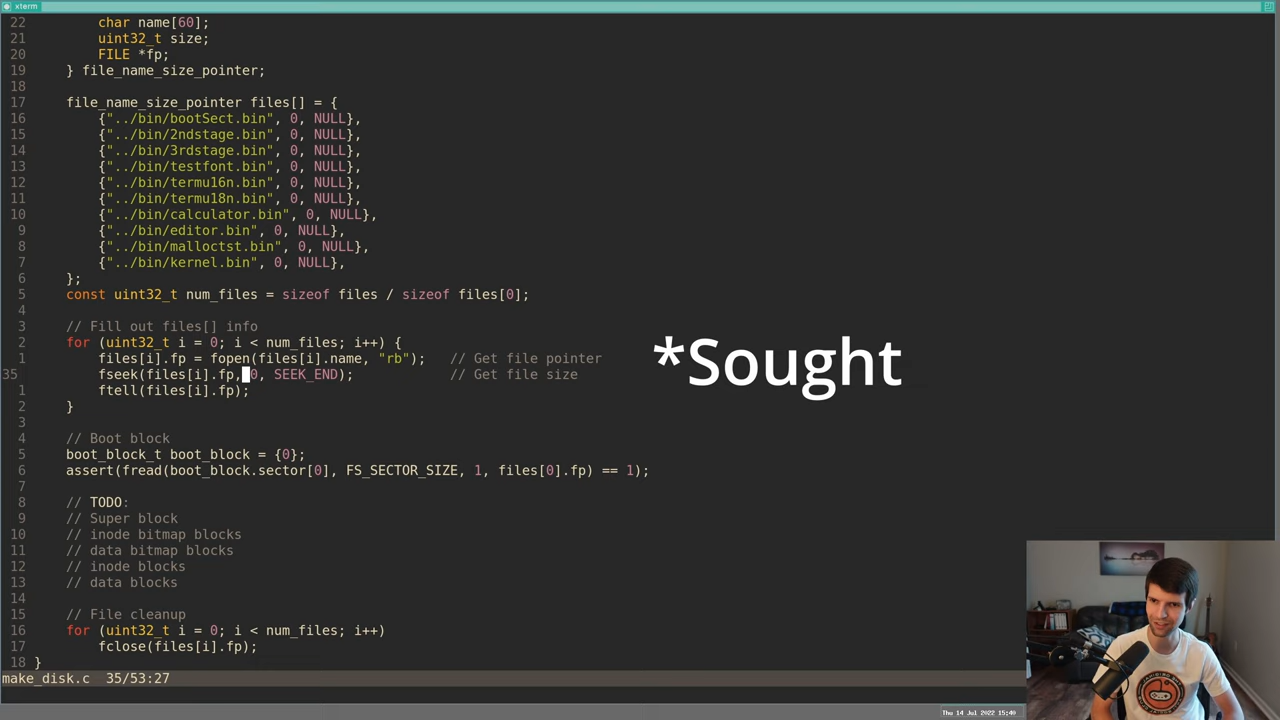 xterm
22 char name[60];
21 uint32_t size;
20 FILE *fp;
19 } file_name_size_pointer;
18
17 file_name_size_pointer files[] = {
16 {"../bin/bootSect.bin", 0, NULL},
15 {"../bin/2ndstage.bin", 0, NULL},
14 {"../bin/3rdstage.bin", 0, NULL},
13 {"../bin/testfont.bin", 0, NULL},
12 {"../bin/termu16n.bin", 0, NULL},
11 {"../bin/termu18n.bin", 0, NULL},
10 {"../bin/calculator.bin", 0, NULL},
9 {"../bin/editor.bin", 0, NULL},
8 {"../bin/malloctst.bin", 0, NULL},
7 {"../bin/kernel.bin", 0, NULL},
6 };
5 const uint32_t num_files = sizeof files / sizeof files[0];
4
3 // Fill out files[] info
2 for (uint32_t i = 0; i < num_files; i++) {
1 files[i].fp = fopen(files[i].name, "rb"); // Get file pointer
35 fseek(files[i].fp, 0, SEEK_END); // Get file size
1 ftell(files[i].fp);
2 }
3
4 // Boot block
5 boot_block_t boot_block = {0};
6 assert(fread(boot_block.sector[0], FS_SECTOR_SIZE, 1, files[0].fp) == 1);
7
8 // TODO:
9 // Super block
10 // inode bitmap blocks
11 // data bitmap blocks
12 // inode blocks
13 // data blocks
14
15 // File cleanup
16 for (uint32_t i = 0; i < num_files; i++)
17 fclose(files[i].fp);
18 }
*Sought
make_disk.c 35/53:27
Thu 14 Jul 2022 15:40